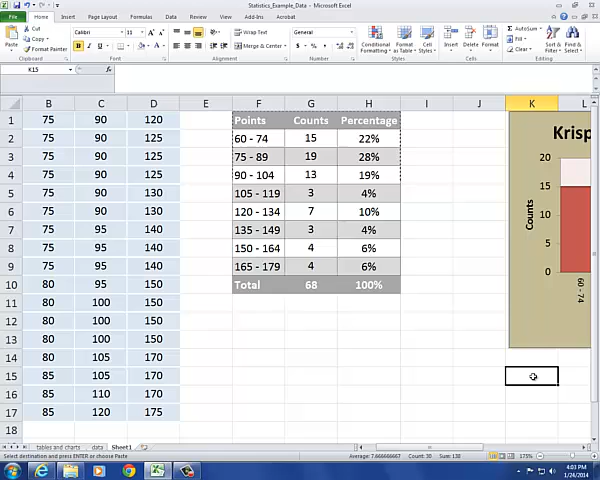 Statistics_Example_Data - Microsoft Excel
File Home Insert Page Layout Formulas Data Review View Add-Ins Acrobat
Cut
Copy
Format Painter
Paste
Clipboard
Calibri 11
B I U
Font
Wrap Text
Merge & Center
Alignment
General
$ % ,
Number
Conditional Formatting
Format as Table
Cell Styles
Styles
Insert Delete Format
Cells
AutoSum
Fill
Clear
Sort & Filter
Find & Select
Editing
K15 fx
B C D E F G H I J K L
1 75 90 120 Points Counts Percentage
2 75 90 125 60 - 74 15 22%
3 75 90 125 75 - 89 19 28%
4 75 90 125 90 - 104 13 19%
5 75 90 130 105 - 119 3 4%
6 75 90 130 120 - 134 7 10%
7 75 95 140 135 - 149 3 4%
8 75 95 140 150 - 164 4 6%
9 75 95 140 165 - 179 4 6%
10 80 95 150 Total 68 100%
11 80 100 150
12 80 100 150
13 80 100 150
14 80 105 170
15 85 105 170
16 85 110 170
17 85 120 175
18
Krisp
20
15
10
5
0
Counts
60 - 74
tables and charts data Sheet1
Select destination and press ENTER or choose Paste
Average: 7.666666667 Count: 30 Sum: 138
175%
4:03 PM
1/24/2014